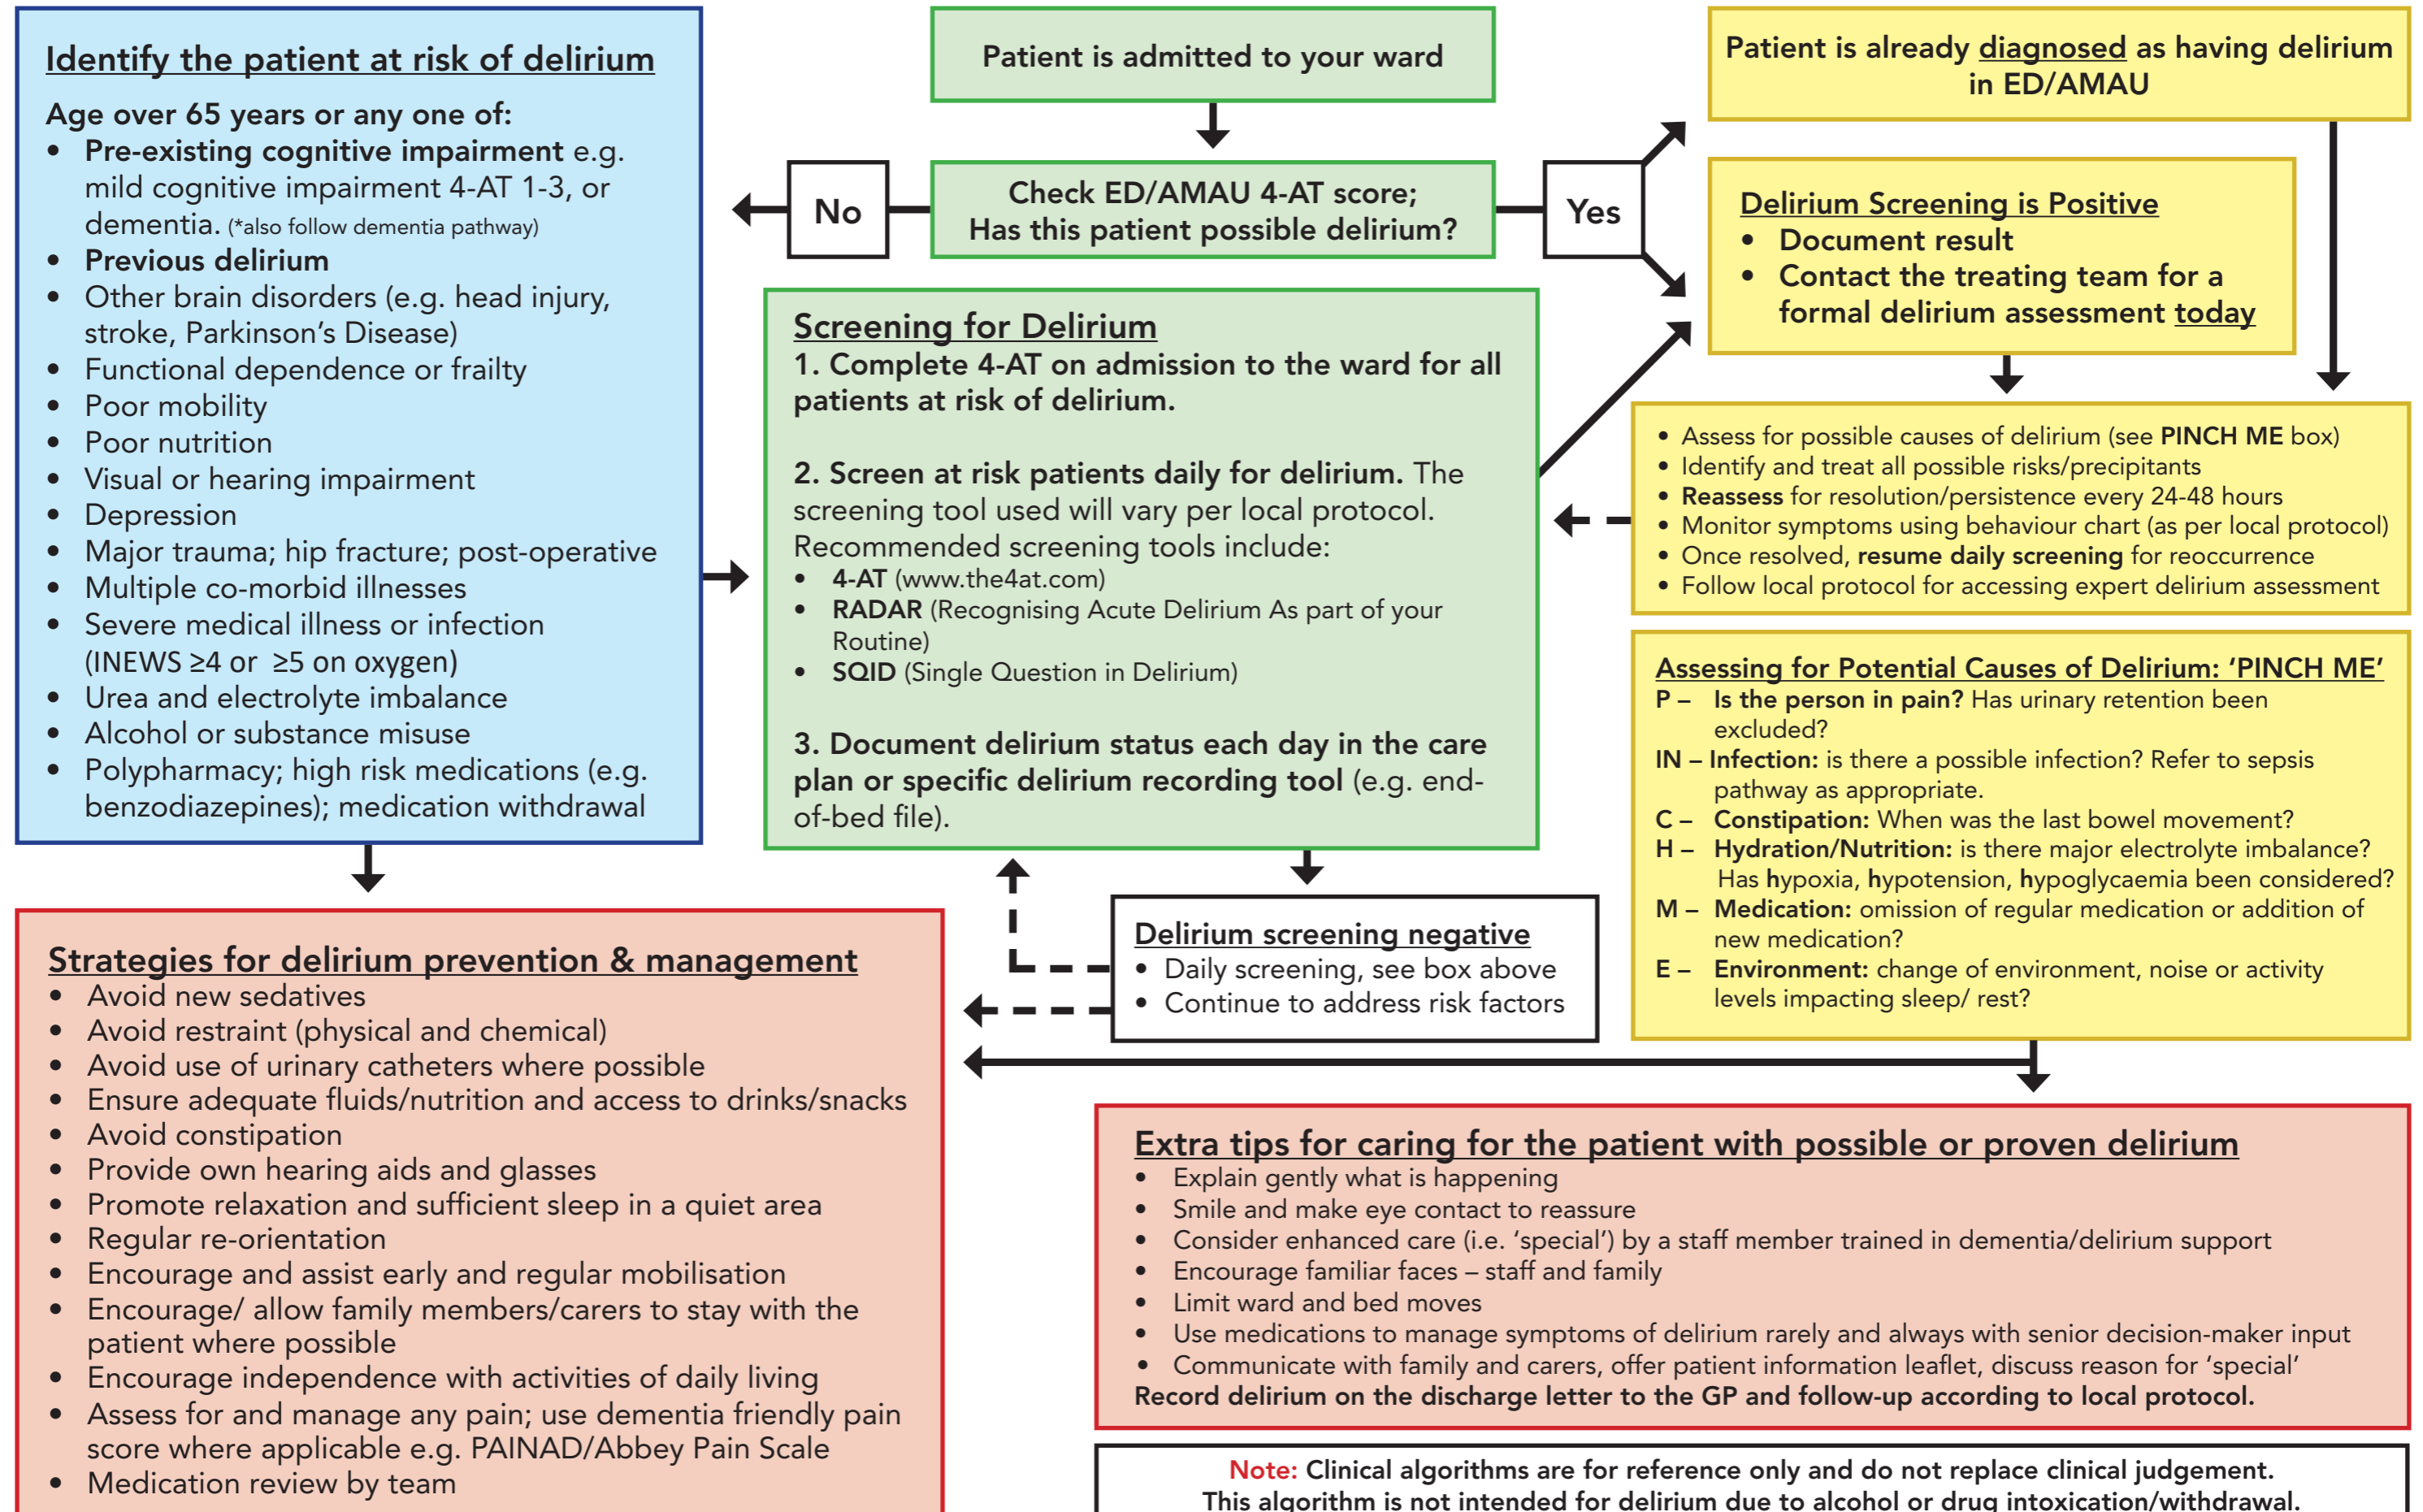 Identify the patient at risk of delirium
Age over 65 years or any one of:
• Pre-existing cognitive impairment e.g.
mild cognitive impairment 4-AT 1-3, or
dementia. (*also follow dementia pathway)
• Previous delirium
• Other brain disorders (e.g. head injury,
stroke, Parkinson's Disease)
• Functional dependence or frailty
• Poor mobility
• Poor nutrition
• Visual or hearing impairment
• Depression
• Major trauma; hip fracture; post-operative
• Multiple co-morbid illnesses
• Severe medical illness or infection
(INEWS ≥4 or ≥5 on oxygen)
• Urea and electrolyte imbalance
• Alcohol or substance misuse
• Polypharmacy; high risk medications (e.g.
benzodiazepines); medication withdrawal
Patient is admitted to your ward
No
Check ED/AMAU 4-AT score;
Has this patient possible delirium?
Yes
Patient is already diagnosed as having delirium
in ED/AMAU
Delirium Screening is Positive
• Document result
• Contact the treating team for a
formal delirium assessment today
Screening for Delirium
1. Complete 4-AT on admission to the ward for all
patients at risk of delirium.
2. Screen at risk patients daily for delirium. The
screening tool used will vary per local protocol.
Recommended screening tools include:
• 4-AT (www.the4at.com)
• RADAR (Recognising Acute Delirium As part of your
Routine)
• SQID (Single Question in Delirium)
3. Document delirium status each day in the care
plan or specific delirium recording tool (e.g. end-
of-bed file).
• Assess for possible causes of delirium (see PINCH ME box)
• Identify and treat all possible risks/precipitants
• Reassess for resolution/persistence every 24-48 hours
• Monitor symptoms using behaviour chart (as per local protocol)
• Once resolved, resume daily screening for reoccurrence
• Follow local protocol for accessing expert delirium assessment
Assessing for Potential Causes of Delirium: 'PINCH ME'
P – Is the person in pain? Has urinary retention been
excluded?
IN – Infection: is there a possible infection? Refer to sepsis
pathway as appropriate.
C – Constipation: When was the last bowel movement?
H – Hydration/Nutrition: is there major electrolyte imbalance?
Has hypoxia, hypotension, hypoglycaemia been considered?
M – Medication: omission of regular medication or addition of
new medication?
E – Environment: change of environment, noise or activity
levels impacting sleep/ rest?
Delirium screening negative
• Daily screening, see box above
• Continue to address risk factors
Strategies for delirium prevention & management
• Avoid new sedatives
• Avoid restraint (physical and chemical)
• Avoid use of urinary catheters where possible
• Ensure adequate fluids/nutrition and access to drinks/snacks
• Avoid constipation
• Provide own hearing aids and glasses
• Promote relaxation and sufficient sleep in a quiet area
• Regular re-orientation
• Encourage and assist early and regular mobilisation
• Encourage/ allow family members/carers to stay with the
patient where possible
• Encourage independence with activities of daily living
• Assess for and manage any pain; use dementia friendly pain
score where applicable e.g. PAINAD/Abbey Pain Scale
• Medication review by team
Extra tips for caring for the patient with possible or proven delirium
• Explain gently what is happening
• Smile and make eye contact to reassure
• Consider enhanced care (i.e. 'special') by a staff member trained in dementia/delirium support
• Encourage familiar faces – staff and family
• Limit ward and bed moves
• Use medications to manage symptoms of delirium rarely and always with senior decision-maker input
• Communicate with family and carers, offer patient information leaflet, discuss reason for 'special'
Record delirium on the discharge letter to the GP and follow-up according to local protocol.
Note: Clinical algorithms are for reference only and do not replace clinical judgement.
This algorithm is not intended for delirium due to alcohol or drug intoxication/withdrawal.